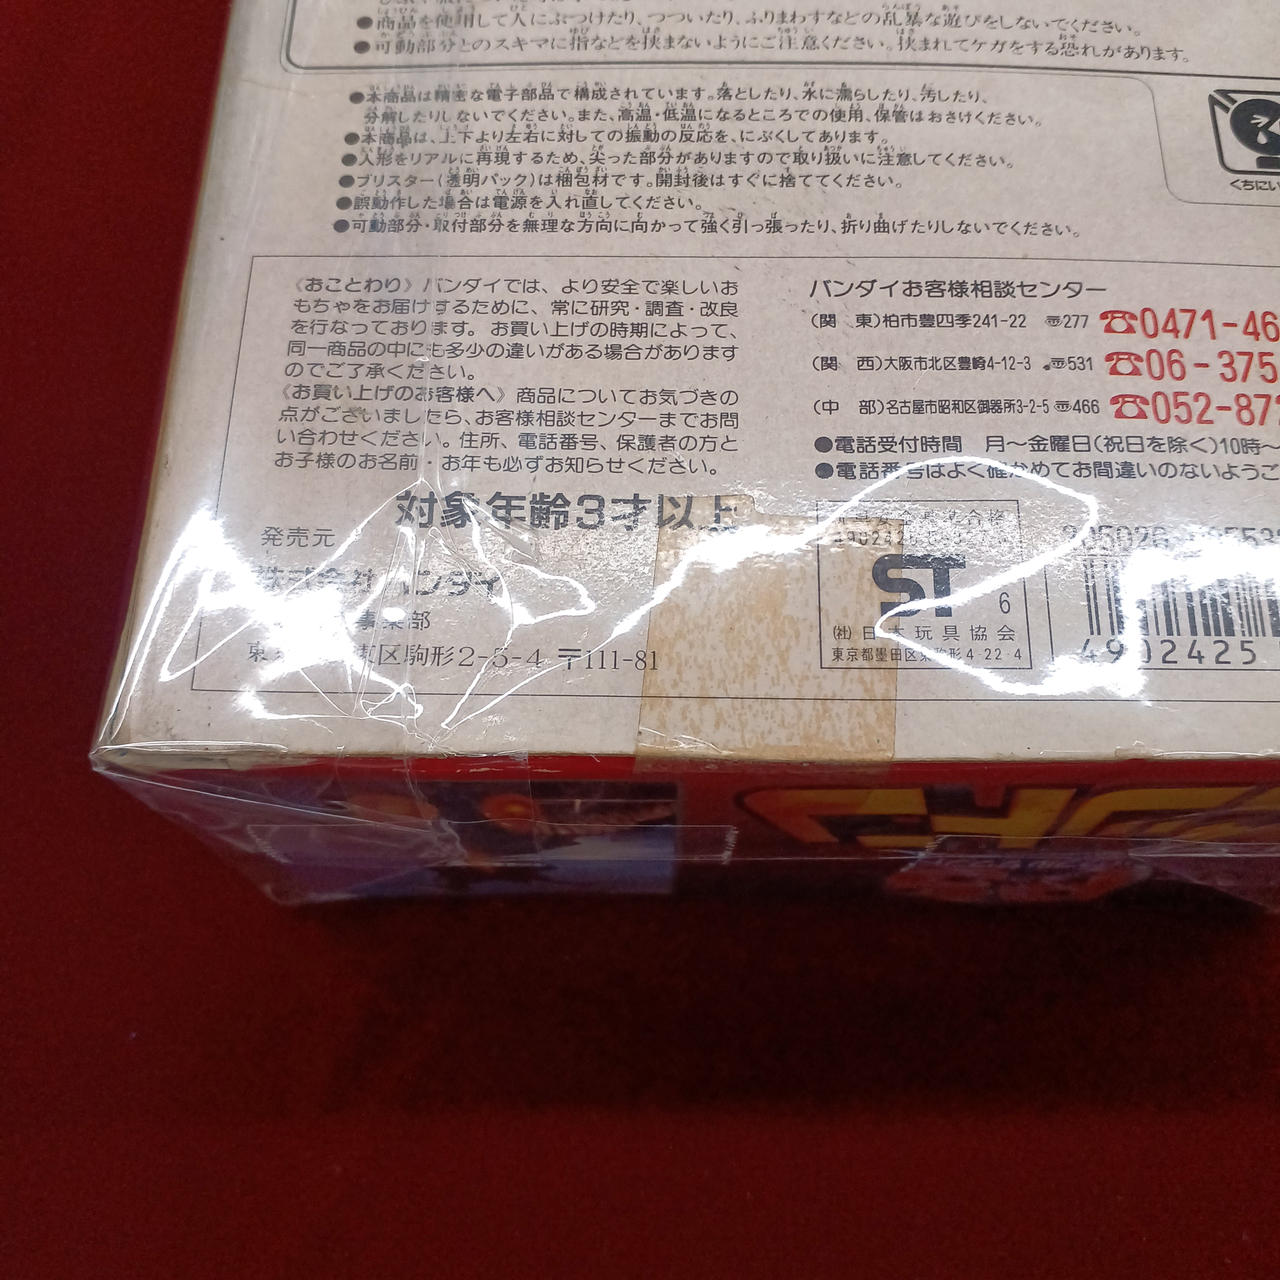 ●商品を使用して人にぶつけたり、つついたり、ふりまわすなどの乱暴な遊びをしないでください。
●可動部分とのスキマに指などを挟まないようにご注意ください。挟まれてケガをする恐れがあります。
●本商品は精密な電子部品で構成されています。落としたり、水に濡らしたり、汚したり、
分解したりしないでください。また、高温・低温になるところでの使用、保管はおさけください。
●本商品は、上下より左右に対しての振動の反応を、にぶくしてあります。
●人形をリアルに再現するため、尖った部分がありますので取り扱いに注意してください。
●ブリスター(透明パック)は梱包材です。開封後はすぐに捨ててください。
●誤動作した場合は電源を入れ直してください。
●可動部分・取付部分を無理な方向に向かって強く引っ張ったり、折り曲げたりしないでください。
くちにい
《おことわり》バンダイでは、より安全で楽しいお
もちゃをお届けするために、常に研究・調査・改良
を行なっております。お買い上げの時期によって、
同一商品の中にも多少の違いがある場合があります
のでご了承ください。
《お買い上げのお客様へ》商品についてお気づきの
点がございましたら、お客様相談センターまでお問
い合わせください。住所、電話番号、保護者の方と
お子様のお名前・お年も必ずお知らせください。
対象年齢3才以上
発売元
株式会社 バンダイ
事業部
東 東区駒形2-5-4 〒111-81
バンダイお客様相談センター
(関 東)柏市豊四季241-22 〠277 ☎0471-46
(関 西)大阪市北区豊崎4-12-3 〠531 ☎06-375
(中 部)名古屋市昭和区御器所3-2-5 〠466 ☎052-872
●電話受付時間 月〜金曜日(祝日を除く)10時〜
●電話番号はよく確かめてお間違いのないようご
ST 6
(社)日本玩具協会
東京都墨田区東駒形4-22-4
4902425